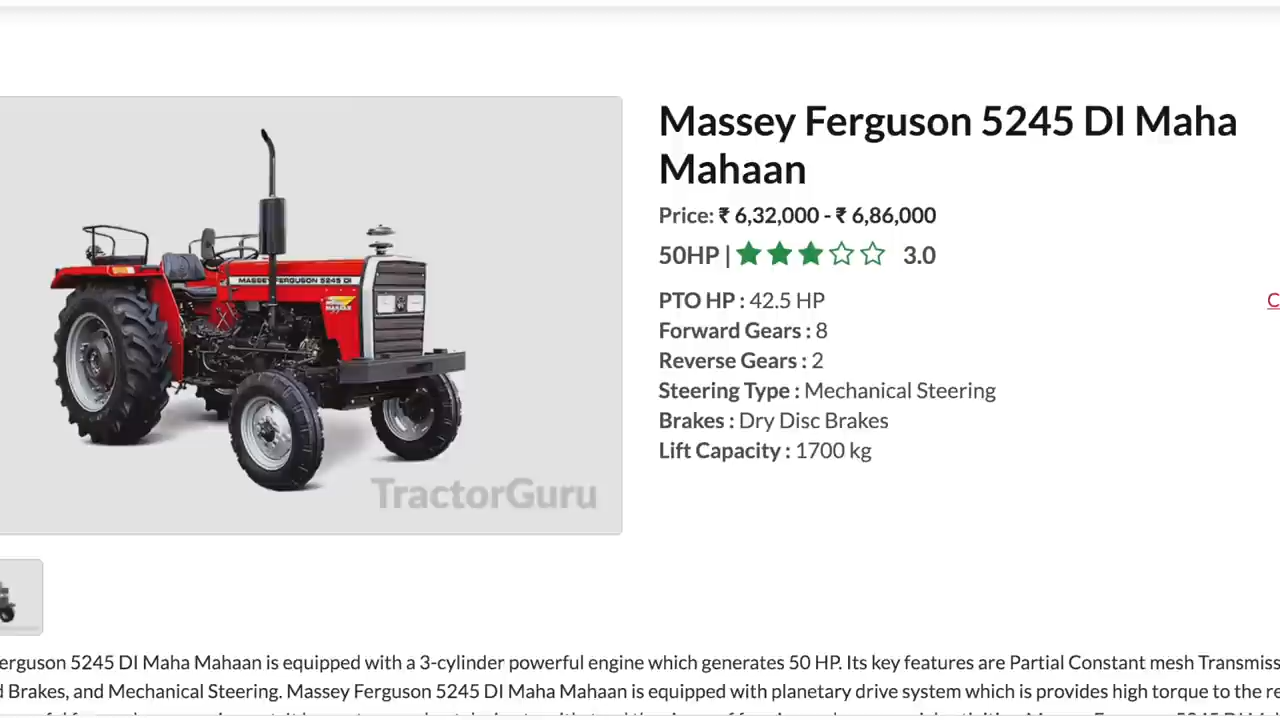 Massey Ferguson 5245 DI Maha
Mahaan
Price: ₹ 6,32,000 - ₹ 6,86,000
50HP | 3.0
PTO HP : 42.5 HP
Forward Gears : 8
Reverse Gears : 2
Steering Type : Mechanical Steering
Brakes : Dry Disc Brakes
Lift Capacity : 1700 kg
C
MASSEY FERGUSON 5245 DI
TractorGuru
erguson 5245 DI Maha Mahaan is equipped with a 3-cylinder powerful engine which generates 50 HP. Its key features are Partial Constant mesh Transmiss
d Brakes, and Mechanical Steering. Massey Ferguson 5245 DI Maha Mahaan is equipped with planetary drive system which is provides high torque to the re